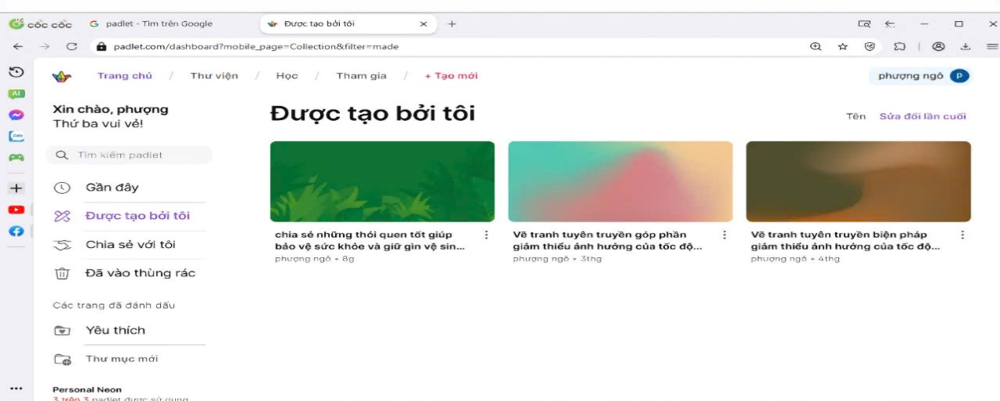 cốc cốc
padlet - Tìm trên Google
Được tạo bởi tôi
padlet.com/dashboard?mobile_page=Collection&filter=made
Trang chủ / Thư viện / Học / Tham gia / + Tạo mới
phượng ngô P
AI
Xin chào, phượng
Thứ ba vui vẻ!
Tìm kiếm padlet
Gần đây
Được tạo bởi tôi
Chia sẻ với tôi
Đã vào thùng rác
Các trang đã đánh dấu
Yêu thích
Thư mục mới
Personal Neon
3 trên 3 padlet được sử dụng
Được tạo bởi tôi
Tên Sửa đổi lần cuối
chia sẻ những thói quen tốt giúp
bảo vệ sức khỏe và giữ gìn vệ sin...
phượng ngô • 8g
Vẽ tranh tuyên truyền góp phần
giảm thiểu ảnh hưởng của tốc độ...
phượng ngô • 3thg
Vẽ tranh tuyên truyền biện pháp
giảm thiểu ảnh hưởng của tốc độ...
phượng ngô • 4thg